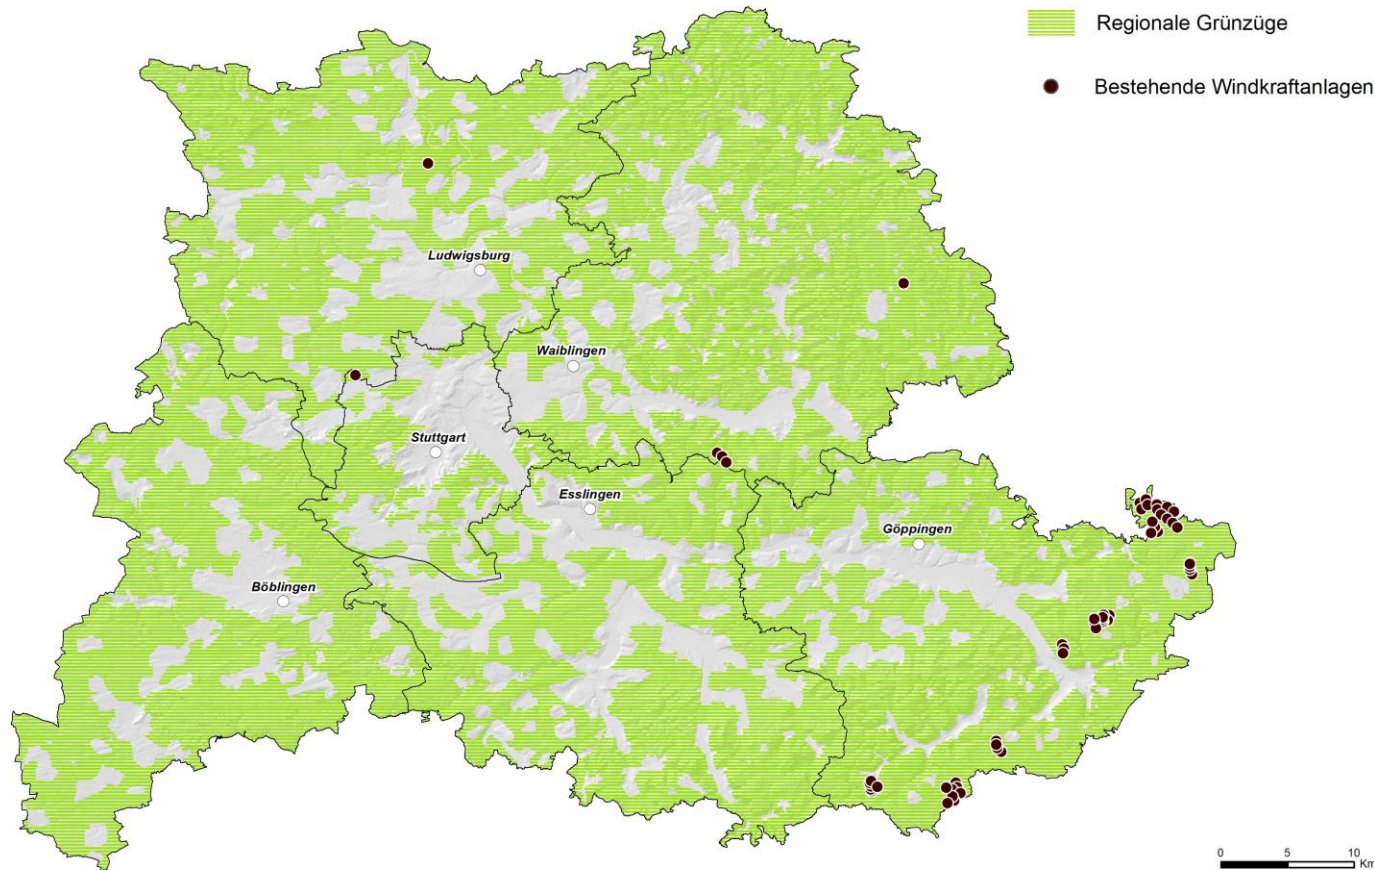 Regionale Grünzüge
Bestehende Windkraftanlagen
Ludwigsburg
Waiblingen
Stuttgart
Esslingen
Göppingen
Böblingen
0 5 10
Km